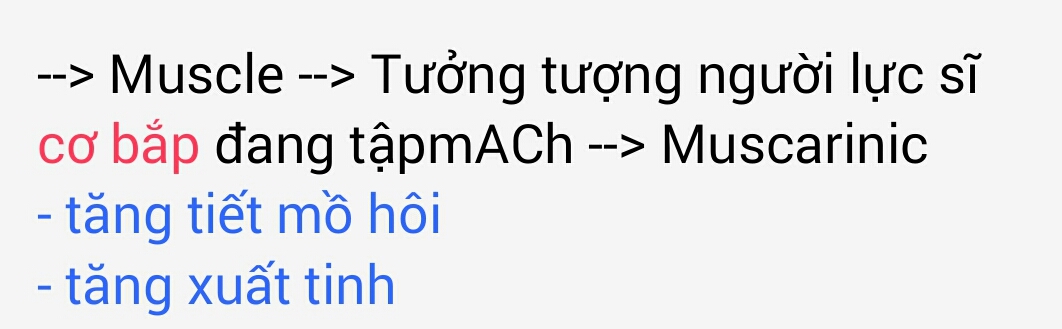 --> Muscle --> Tưởng tượng người lực sĩ
cơ bắp đang tậpmACh --> Muscarinic
- tăng tiết mồ hôi
- tăng xuất tinh